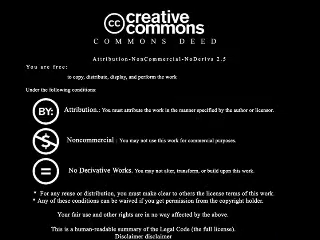 cc creative
commons
COMMONS DEED
Attribution-NonCommercial-NoDerivs 2.5
You are free:
to copy, distribute, display, and perform the work
Under the following conditions:
BY: Attribution.: You must attribute the work in the manner specified by the author or licensor.
$ Noncommercial : You may not use this work for commercial purposes.
= No Derivative Works. You may not alter, transform, or build upon this work.
* For any reuse or distribution, you must make clear to others the license terms of this work.
* Any of these conditions can be waived if you get permission from the copyright holder.
Your fair use and other rights are in no way affected by the above.
This is a human-readable summary of the Legal Code (the full license).
Disclaimer disclaimer